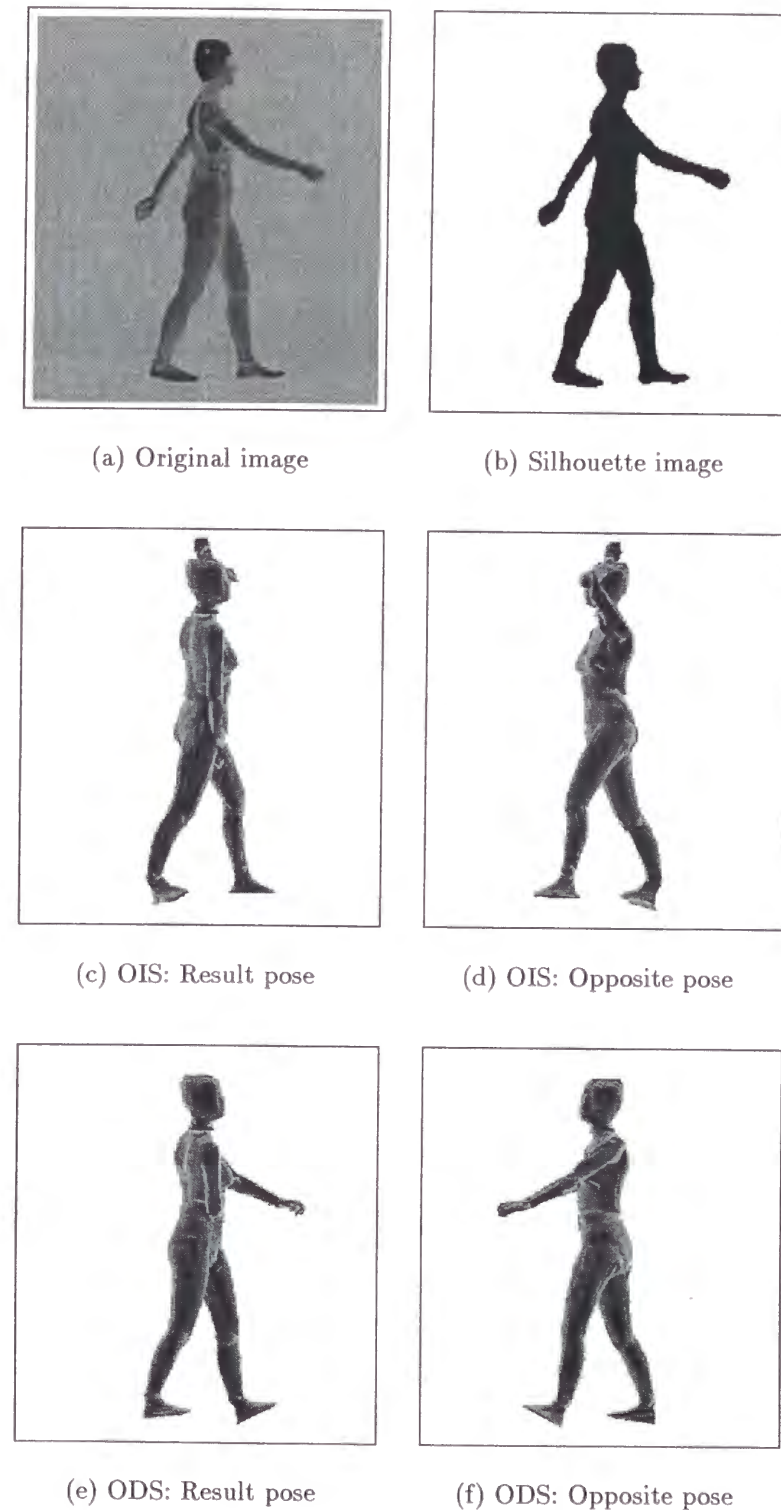 (a) Original image
(b) Silhouette image
(c) OIS: Result pose
(d) OIS: Opposite pose
(e) ODS: Result pose
(f) ODS: Opposite pose